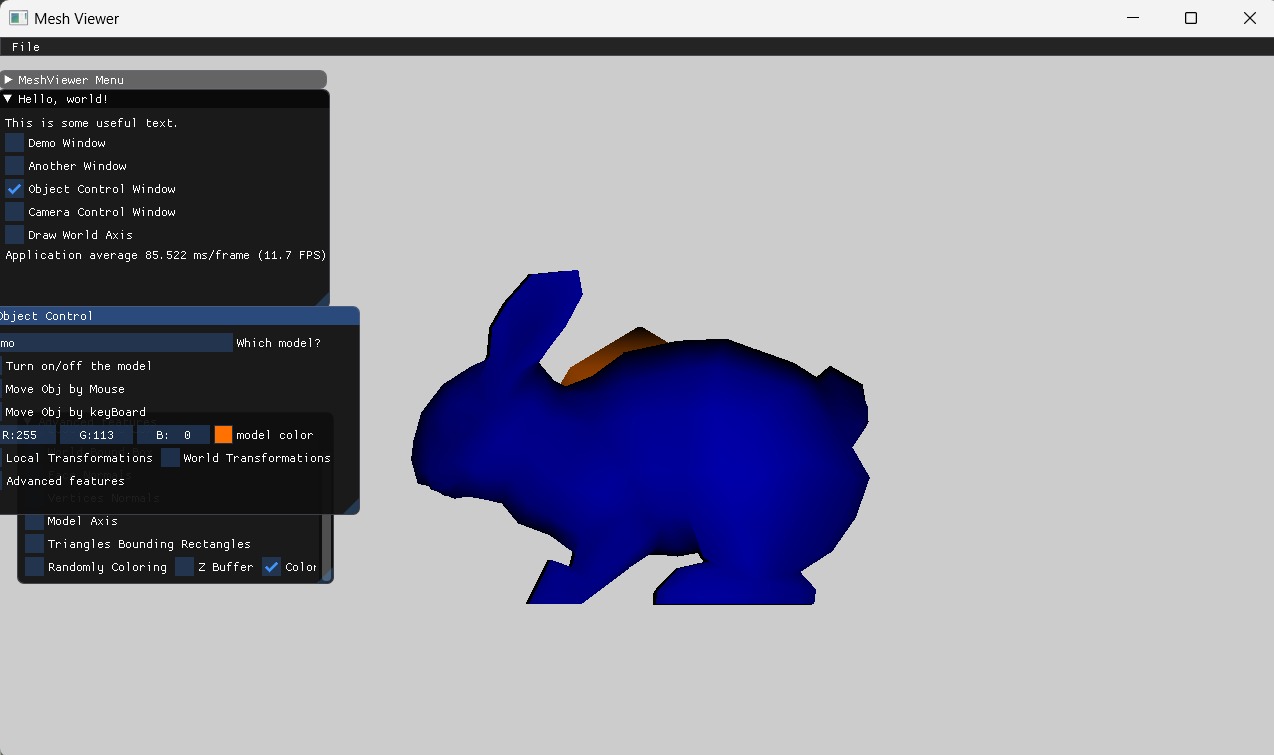 Mesh Viewer
File
MeshViewer Menu
Hello, world!
This is some useful text.
Demo Window
Another Window
Object Control Window
Camera Control Window
Draw World Axis
Application average 85.522 ms/frame (11.7 FPS)
Object Control
mo Which model?
Turn on/off the model
Move Obj by Mouse
Move Obj by keyBoard
R:255 G:113 B: 0 model color
Local Transformations World Transformations
Advanced features
Vertices Normals
Model Axis
Triangles Bounding Rectangles
Randomly Coloring Z Buffer Color